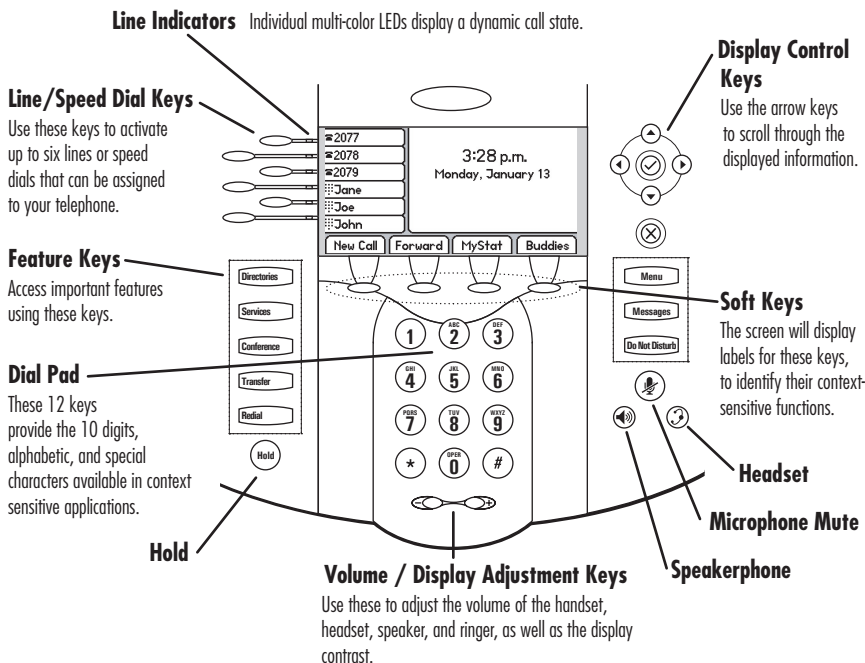 Line Indicators Individual multi-color LEDs display a dynamic call state.
Display Control
Keys
Use the arrow keys
to scroll through the
displayed information.
Line/Speed Dial Keys
Use these keys to activate
up to six lines or speed
dials that can be assigned
to your telephone.
2077
2078
2079
Jane
Joe
John
3:28 p.m.
Monday, January 13
New Call Forward MyStat Buddies
Feature Keys
Access important features
using these keys.
Directories
Services
Conference
Transfer
Redial
Hold
Menu
Messages
Do Not Disturb
Soft Keys
The screen will display
labels for these keys,
to identify their context-
sensitive functions.
Dial Pad
These 12 keys
provide the 10 digits,
alphabetic, and special
characters available in context
sensitive applications.
1 ABC 2 DEF 3
GHI 4 JKL 5 MNO 6
PQRS 7 TUV 8 WXYZ 9
* OPER 0 #
- +
Headset
Microphone Mute
Speakerphone
Hold
Volume / Display Adjustment Keys
Use these to adjust the volume of the handset,
headset, speaker, and ringer, as well as the display
contrast.